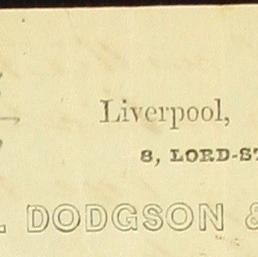 Liverpool,
8, LORD-ST
. DODGSON &